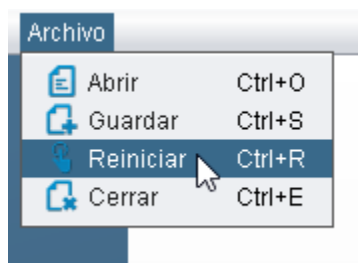 Archivo
Abrir Ctrl+O
Guardar Ctrl+S
Reiniciar Ctrl+R
Cerrar Ctrl+E